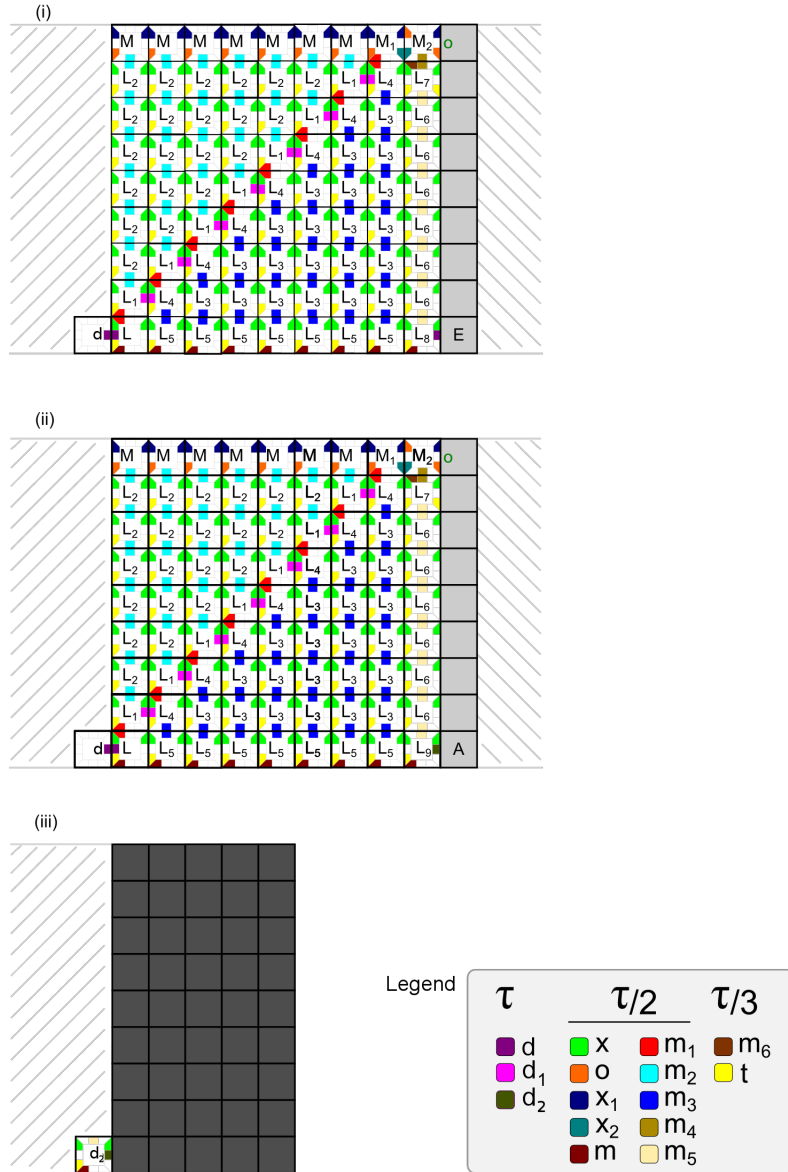 (i)
M M M M M M M M₁ M₂ o
L₂ L₂ L₂ L₂ L₂ L₂ L₁ L₄ L₇
L₂ L₂ L₂ L₂ L₂ L₁ L₄ L₃ L₆
L₂ L₂ L₂ L₂ L₁ L₄ L₃ L₃ L₆
L₂ L₂ L₂ L₁ L₄ L₃ L₃ L₃ L₆
L₂ L₂ L₁ L₄ L₃ L₃ L₃ L₃ L₆
L₂ L₁ L₄ L₃ L₃ L₃ L₃ L₃ L₆
L₁ L₄ L₃ L₃ L₃ L₃ L₃ L₃ L₆
d L L₅ L₅ L₅ L₅ L₅ L₅ L₅ L₈ E
(ii)
M M M M M M M M₁ M₂ o
L₂ L₂ L₂ L₂ L₂ L₂ L₁ L₄ L₇
L₂ L₂ L₂ L₂ L₂ L₁ L₄ L₃ L₆
L₂ L₂ L₂ L₂ L₁ L₄ L₃ L₃ L₆
L₂ L₂ L₂ L₁ L₄ L₃ L₃ L₃ L₆
L₂ L₂ L₁ L₄ L₃ L₃ L₃ L₃ L₆
L₂ L₁ L₄ L₃ L₃ L₃ L₃ L₃ L₆
L₁ L₄ L₃ L₃ L₃ L₃ L₃ L₃ L₆
d L L₅ L₅ L₅ L₅ L₅ L₅ L₅ L₉ A
(iii)
d₂
Legend
τ τ/2 τ/3
d x m₁ m₆
d₁ o m₂ t
d₂ x₁ m₃
x₂ m₄
m m₅